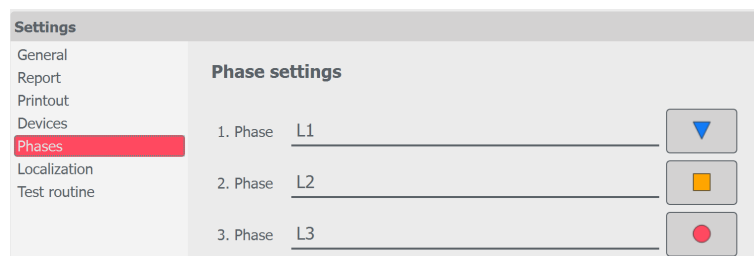 Settings
General
Report
Printout
Devices
Phases
Localization
Test routine
Phase settings
1. Phase L1
2. Phase L2
3. Phase L3